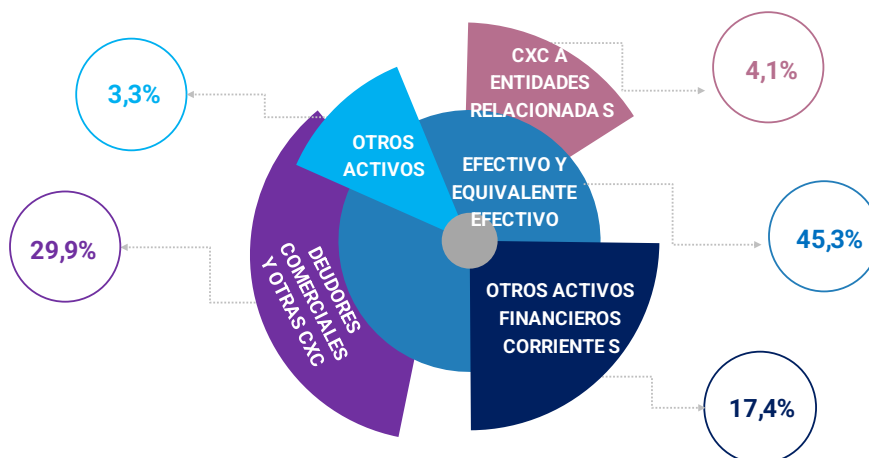 CXC A
ENTIDADES
RELACIONADA S
4,1%
3,3%
OTROS
ACTIVOS
EFECTIVO Y
EQUIVALENTE
EFECTIVO
45,3%
29,9%
DEUDORES
COMERCIALES
Y OTRAS CXC
OTROS ACTIVOS
FINANCIEROS
CORRIENTE S
17,4%